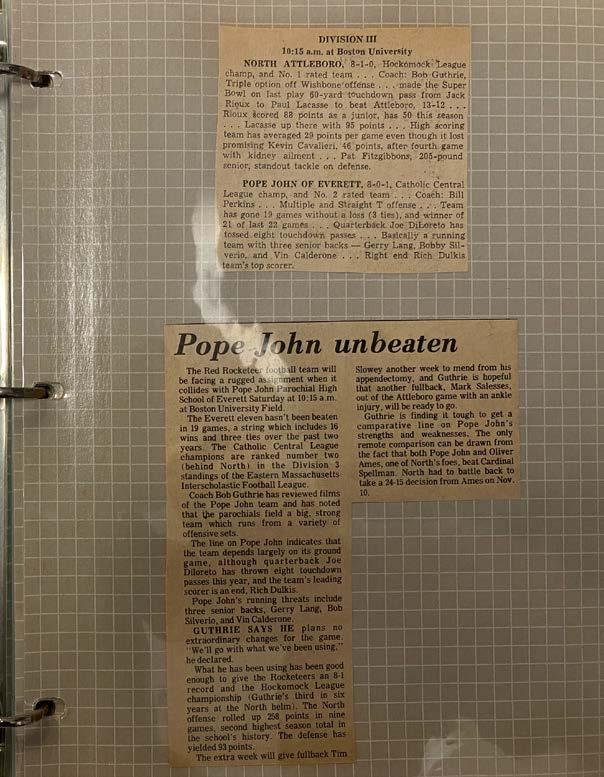 DIVISION III
10:15 a.m. at Boston University
NORTH ATTLEBORO, 8-1-0, Hockomock League
champ, and No. 1 rated team . . . Coach: Bob Guthrie,
Triple option off Wishbone offense . . . made the Super
Bowl on last play 60-yard touchdown pass from Jack
Rioux to Paul Lacasse to beat Attleboro, 13-12 . . .
Rioux scored 88 points as a junior, has 50 this season
. . . Lacasse up there with 95 points . . . High scoring
team has averaged 29 points per game even though it lost
promising Kevin Cavalieri, 46 points, after fourth game
with kidney ailment . . . Pat Fitzgibbons, 205-pound
senior, standout tackle on defense.
POPE JOHN OF EVERETT, 8-0-1, Catholic Central
League champ, and No. 2 rated team . . . Coach: Bill
Perkins . . . Multiple and Straight T offense . . . Team
has gone 19 games without a loss (3 ties), and winner of
21 of last 22 games . . . Quarterback Joe DiLoreto has
tossed eight touchdown passes . . . Basically a running
team with three senior backs — Gerry Lang, Bobby Sil-
verio, and Vin Calderone . . . Right end Rich Dulkis
team's top scorer.
Pope John unbeaten
The Red Rocketeer football team will
be facing a rugged assignment when it
collides with Pope John Parochial High
School of Everett Saturday at 10:15 a.m.
at Boston University Field.
The Everett eleven hasn't been beaten
in 19 games, a string which includes 16
wins and three ties over the past two
years. The Catholic Central League
champions are ranked number two
(behind North) in the Division 3
standings of the Eastern Massachusetts
Interscholastic Football League.
Coach Bob Guthrie has reviewed films
of the Pope John team and has noted
that the parochials field a big, strong
team which runs from a variety of
offensive sets.
The line on Pope John indicates that
the team depends largely on its ground
game, although quarterback Joe
Diloreto has thrown eight touchdown
passes this year, and the team's leading
scorer is an end, Rich Dulkis.
Pope John's running threats include
three senior backs, Gerry Lang, Bob
Silverio, and Vin Calderone.
GUTHRIE SAYS HE plans no
extraordinary changes for the game.
"We'll go with what we've been using,"
he declared.
What he has been using has been good
enough to give the Rocketeers an 8-1
record and the Hockomock League
championship (Guthrie's third in six
years at the North helm). The North
offense rolled up 258 points in nine
games, second highest season total in
the school's history. The defense has
yielded 93 points.
The extra week will give fullback Tim
Slowey another week to mend from his
appendectomy, and Guthrie is hopeful
that another fullback, Mark Salesses,
out of the Attleboro game with an ankle
injury, will be ready to go.
Guthrie is finding it tough to get a
comparative line on Pope John's
strengths and weaknesses. The only
remote comparison can be drawn from
the fact that both Pope John and Oliver
Ames, one of North's foes, beat Cardinal
Spellman. North had to battle back to
take a 24-15 decision from Ames on Nov.
10.